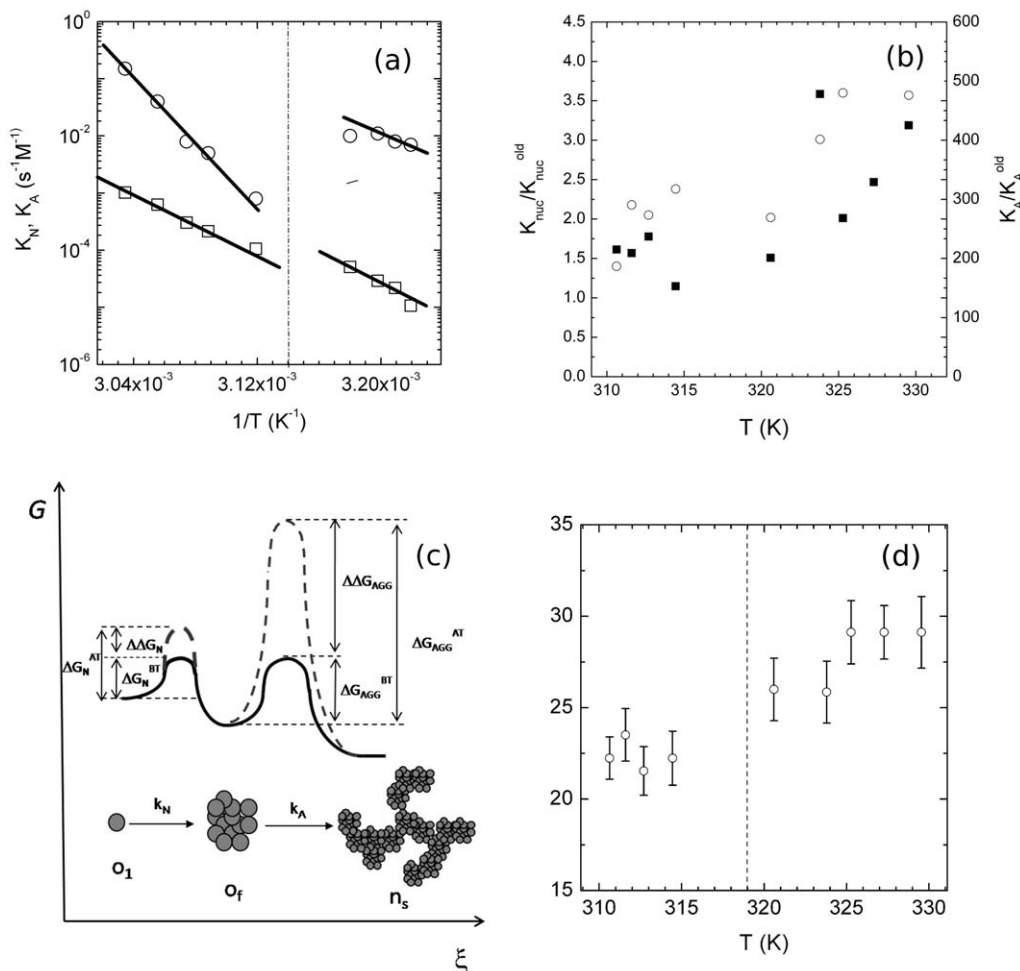 (a)
10⁰
10⁻²
10⁻⁴
10⁻⁶
K_N, K_A (s⁻¹M⁻¹)
3.04x10⁻³ 3.12x10⁻³ 3.20x10⁻³
1/T (K⁻¹)
(b)
4.5
4.0
3.5
3.0
2.5
2.0
1.5
1.0
0.5
0.0
K_nuc/K_nuc^old
600
500
400
300
200
100
0
K_A/K_A^old
310 315 320 325 330
T (K)
(c)
G
ΔG_N^AT
ΔΔG_N
ΔG_N^BT
ΔΔG_AGG
ΔG_AGG^AT
ΔG_AGG^BT
k_N
k_A
O_1
O_f
n_s
ξ
(d)
35
30
25
20
15
310 315 320 325 330
T (K)